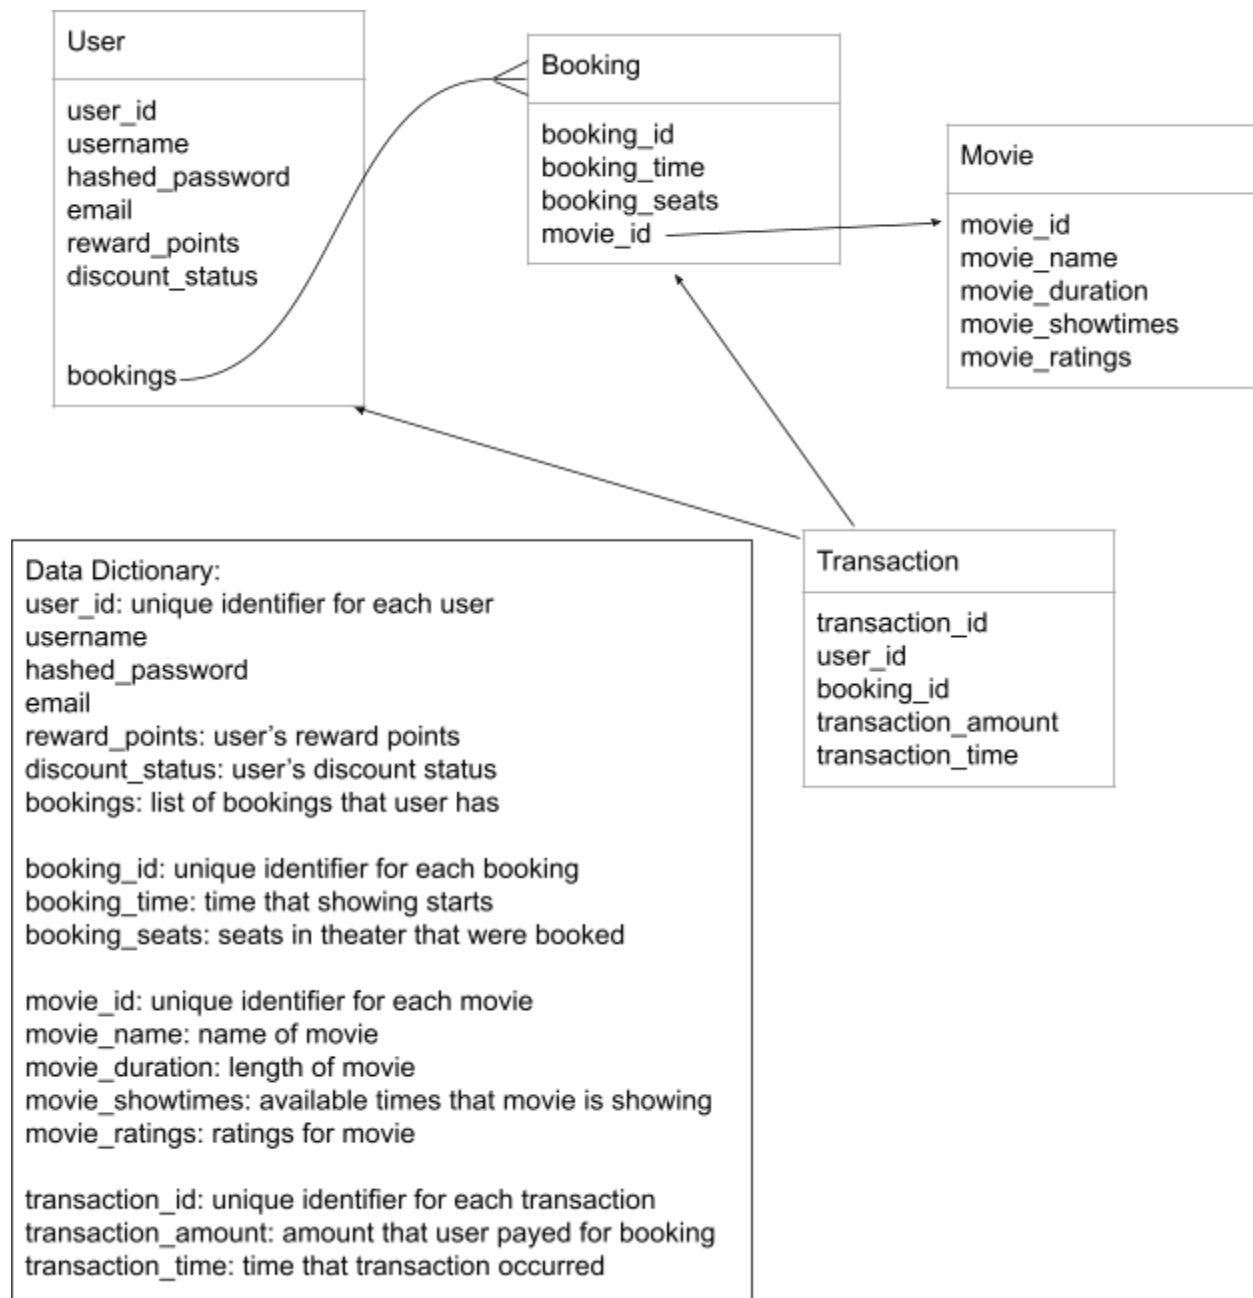 User
user_id
username
hashed_password
email
reward_points
discount_status
bookings
Booking
booking_id
booking_time
booking_seats
movie_id
Movie
movie_id
movie_name
movie_duration
movie_showtimes
movie_ratings
Transaction
transaction_id
user_id
booking_id
transaction_amount
transaction_time
Data Dictionary:
user_id: unique identifier for each user
username
hashed_password
email
reward_points: user’s reward points
discount_status: user’s discount status
bookings: list of bookings that user has
booking_id: unique identifier for each booking
booking_time: time that showing starts
booking_seats: seats in theater that were booked
movie_id: unique identifier for each movie
movie_name: name of movie
movie_duration: length of movie
movie_showtimes: available times that movie is showing
movie_ratings: ratings for movie
transaction_id: unique identifier for each transaction
transaction_amount: amount that user payed for booking
transaction_time: time that transaction occurred